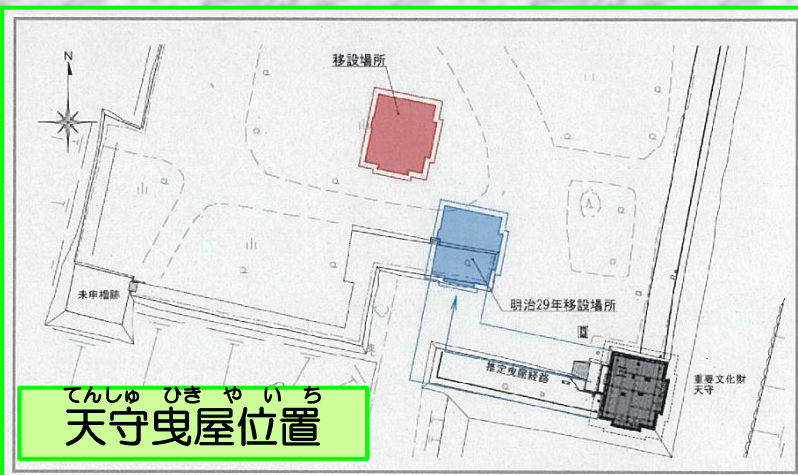 移設場所
N
明治29年移設場所
未申櫓跡
推定曳屋経路
重要文化財
天守
てんしゅ ひき や い ち
天守曳屋位置